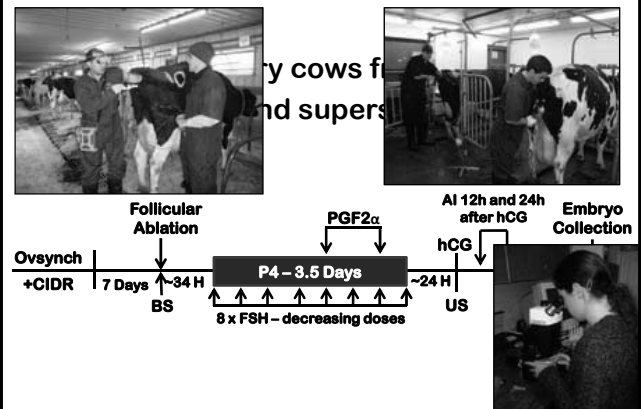 ry cows f
nd supers
Follicular
Ablation
PGF2α
AI 12h and 24h
after hCG
Embryo
Collection
Ovsynch
+CIDR
7 Days
~34 H
P4 – 3.5 Days
hCG
~24 H
BS
8 x FSH – decreasing doses
US